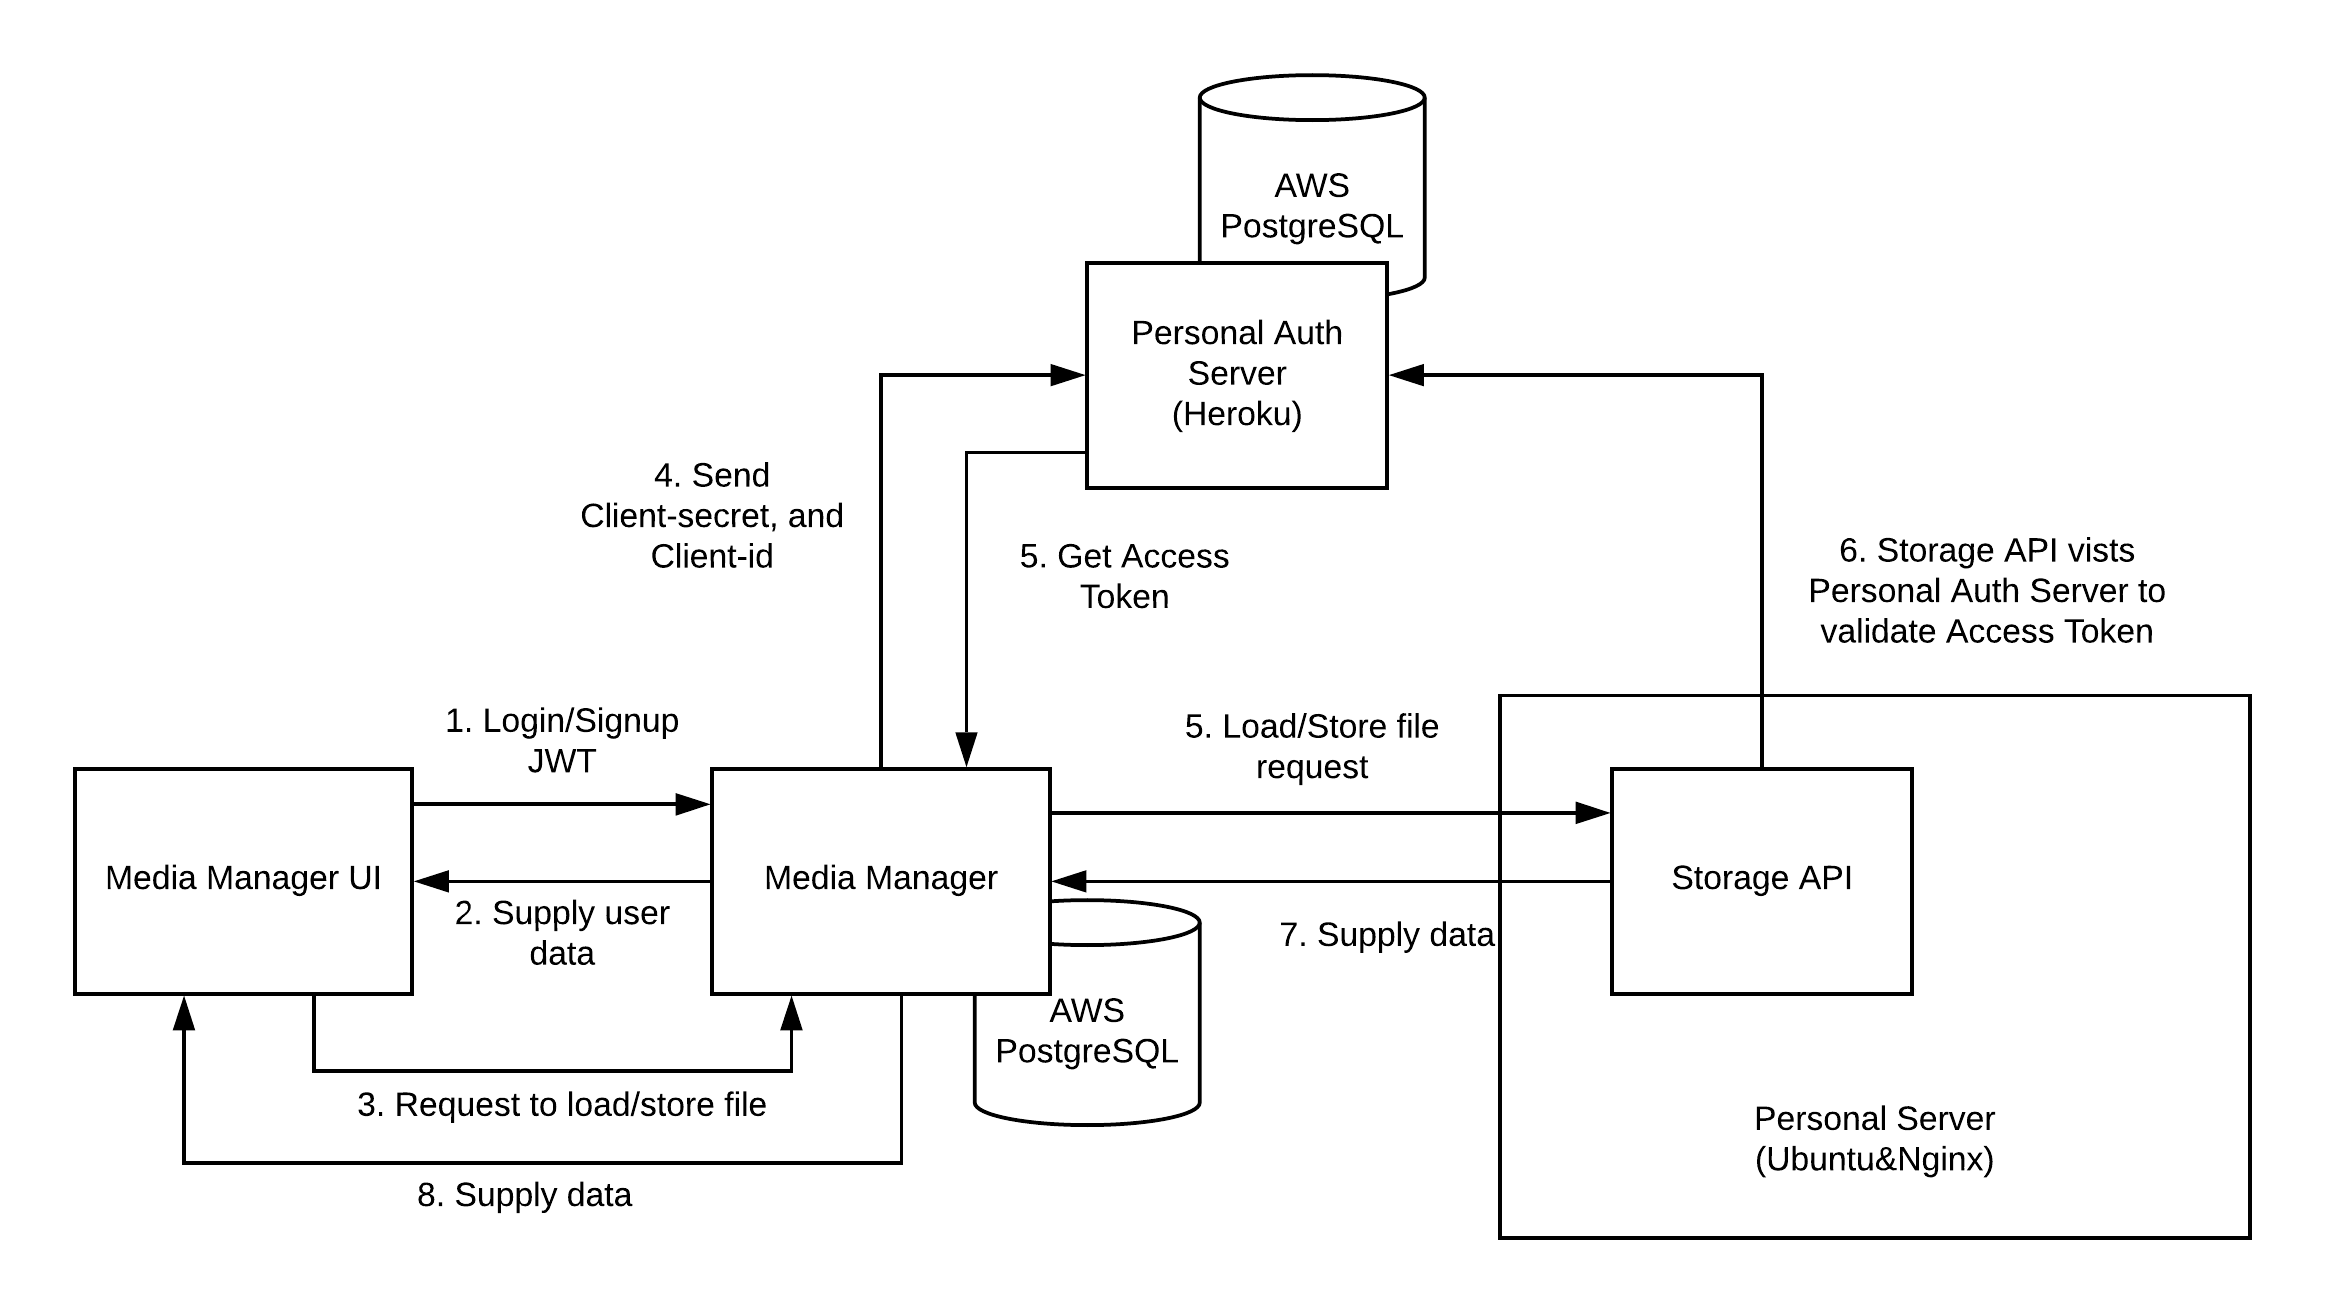 AWS
PostgreSQL
Personal Auth
Server
(Heroku)
4. Send
Client-secret, and
Client-id
5. Get Access
Token
6. Storage API vists
Personal Auth Server to
validate Access Token
1. Login/Signup
JWT
5. Load/Store file
request
Media Manager UI
Media Manager
Storage API
2. Supply user
data
7. Supply data
AWS
PostgreSQL
3. Request to load/store file
Personal Server
(Ubuntu&Nginx)
8. Supply data